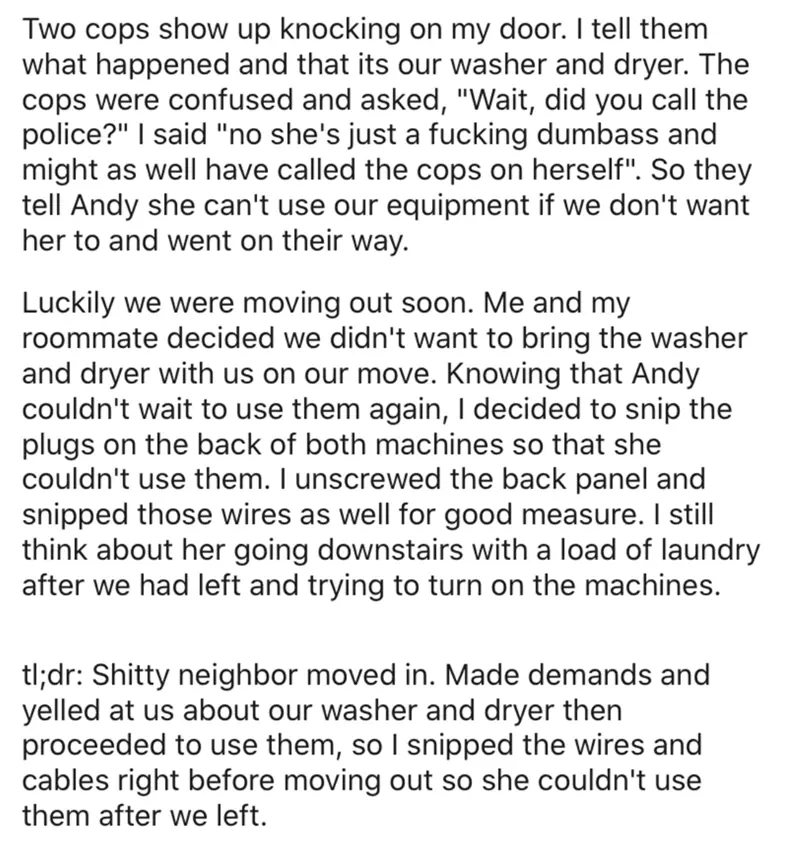 Two cops show up knocking on my door. I tell them
what happened and that its our washer and dryer. The
cops were confused and asked, "Wait, did you call the
police?" I said "no she's just a fucking dumbass and
might as well have called the cops on herself". So they
tell Andy she can't use our equipment if we don't want
her to and went on their way.
Luckily we were moving out soon. Me and my
roommate decided we didn't want to bring the washer
and dryer with us on our move. Knowing that Andy
couldn't wait to use them again, I decided to snip the
plugs on the back of both machines so that she
couldn't use them. I unscrewed the back panel and
snipped those wires as well for good measure. I still
think about her going downstairs with a load of laundry
after we had left and trying to turn on the machines.
tl;dr: Shitty neighbor moved in. Made demands and
yelled at us about our washer and dryer then
proceeded to use them, so I snipped the wires and
cables right before moving out so she couldn't use
them after we left.